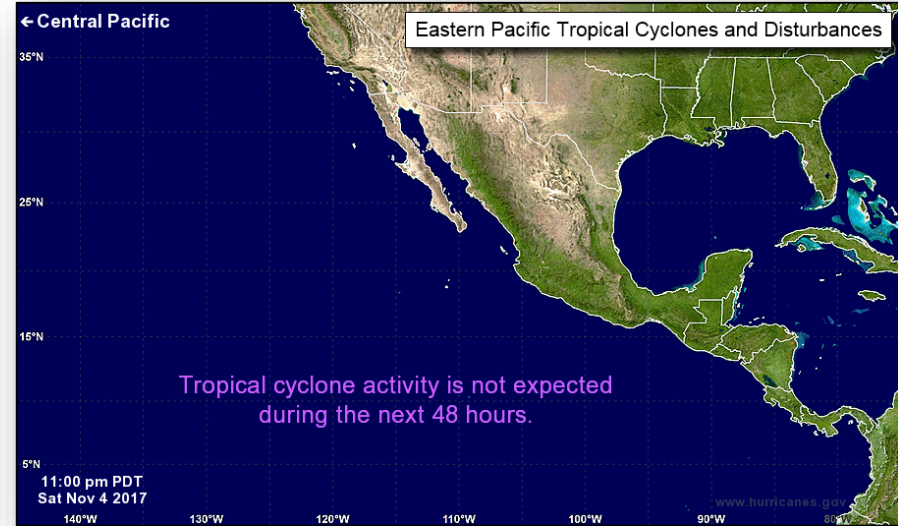 ←Central Pacific
Eastern Pacific Tropical Cyclones and Disturbances
35°N
25°N
15°N
Tropical cyclone activity is not expected
during the next 48 hours.
5°N
11:00 pm PDT
Sat Nov 4 2017
www.hurricanes.gov
140°W
130°W
120°W
110°W
100°W
90°W
80°W